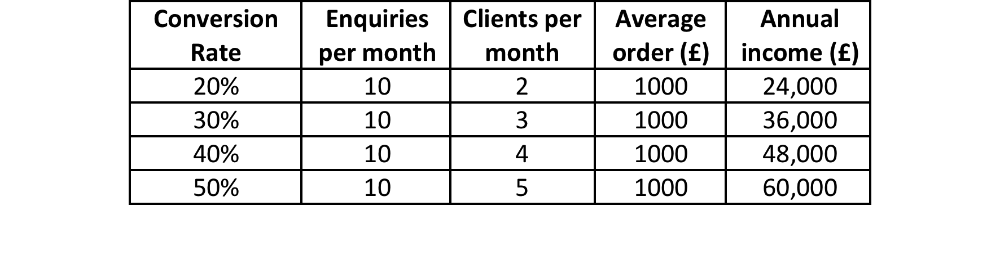 Conversion Rate Enquiries per month Clients per month Average order (£) Annual income (£)
20% 10 2 1000 24,000
30% 10 3 1000 36,000
40% 10 4 1000 48,000
50% 10 5 1000 60,000